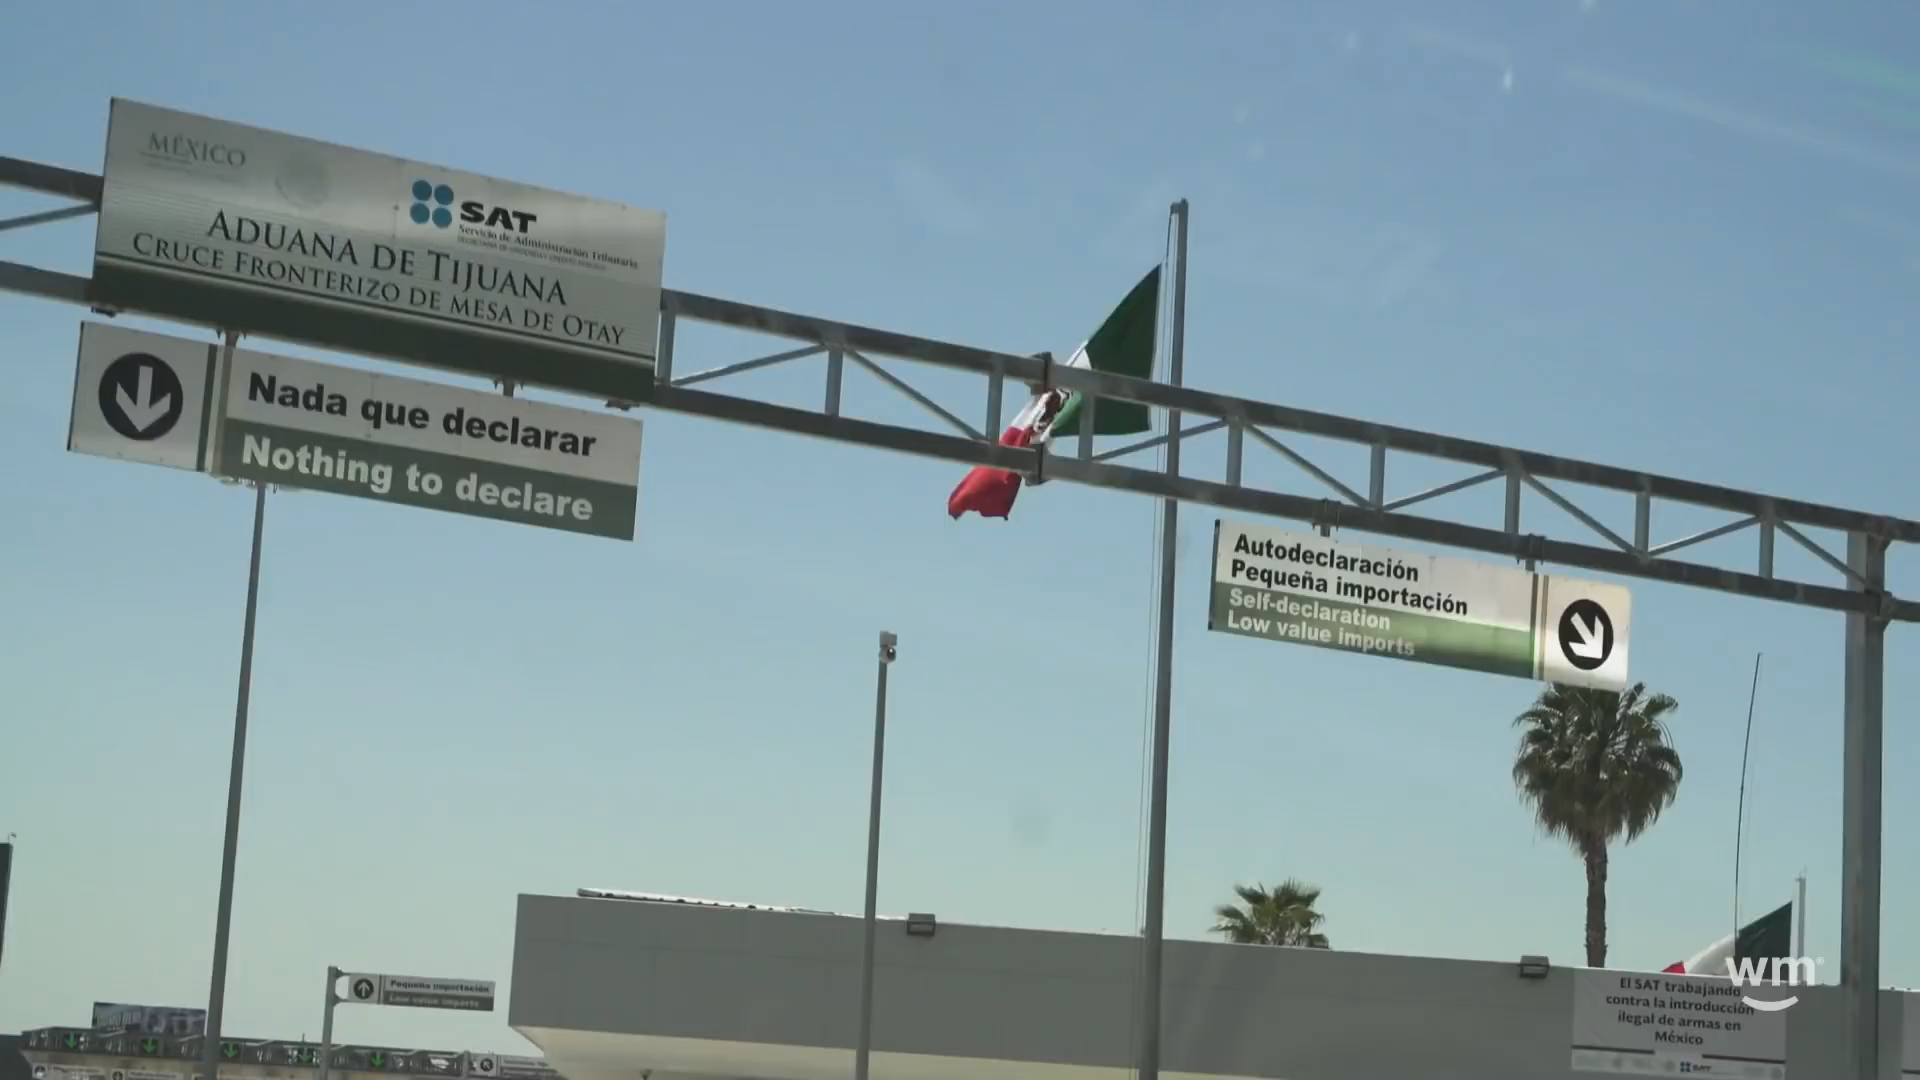 MÉXICO
SAT
Servicio de Administración Tributaria
ADUANA DE TIJUANA
CRUCE FRONTERIZO DE MESA DE OTAY
Nada que declarar
Nothing to declare
Autodeclaración
Pequeña importación
Self-declaration
Low value imports
Pequeña importación
Low value imports
wm
El SAT trabajando
contra la introducción
ilegal de armas en
México
SAT